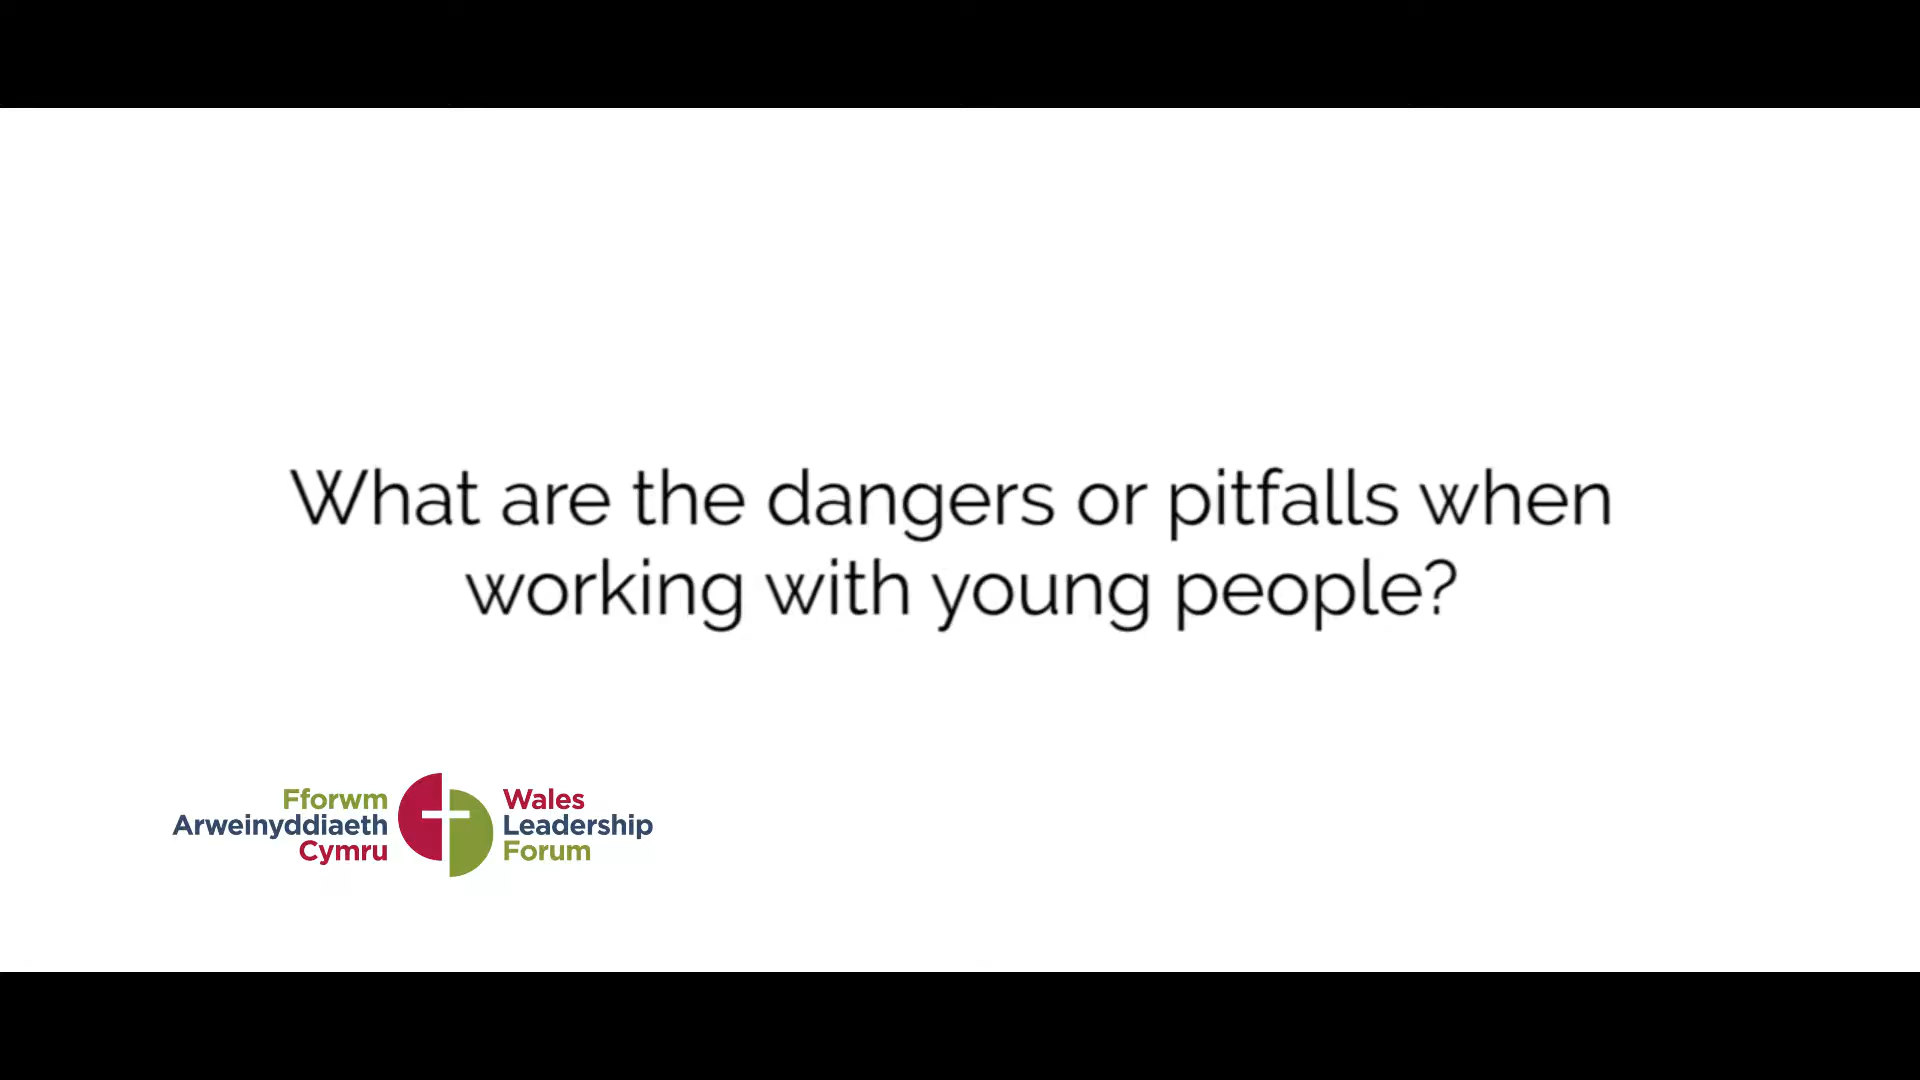 What are the dangers or pitfalls when
working with young people?
Fforwm
Arweinyddiaeth
Cymru
Wales
Leadership
Forum